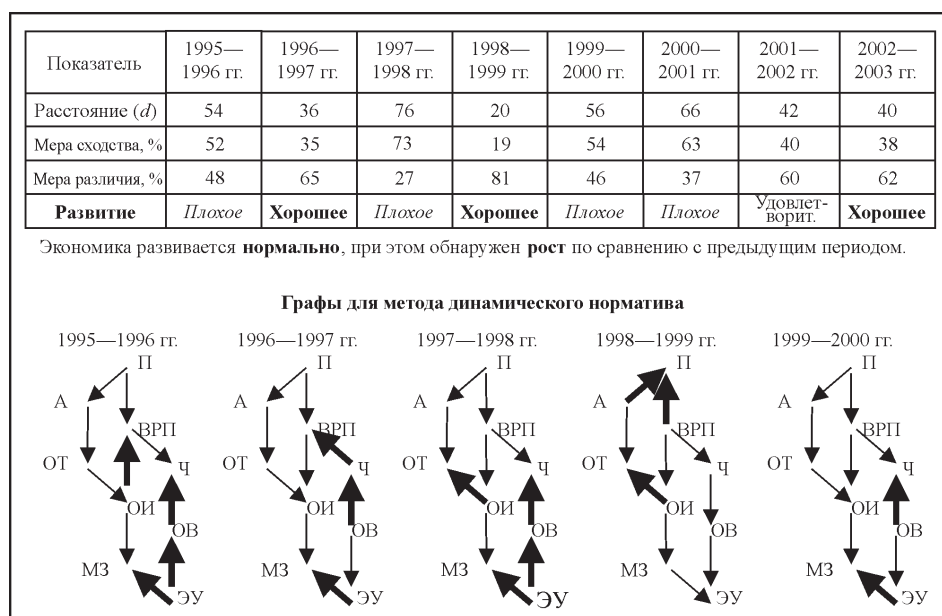 Показатель 1995— 1996 гг. 1996— 1997 гг. 1997— 1998 гг. 1998— 1999 гг. 1999— 2000 гг. 2000— 2001 гг. 2001— 2002 гг. 2002— 2003 гг.
Расстояние (d) 54 36 76 20 56 66 42 40
Мера сходства, % 52 35 73 19 54 63 40 38
Мера различия, % 48 65 27 81 46 37 60 62
Развитие Плохое Хорошее Плохое Хорошее Плохое Плохое Удовлет- ворит. Хорошее
Экономика развивается нормально, при этом обнаружен рост по сравнению с предыдущим периодом.
Графы для метода динамического норматива
1995—1996 гг. 1996—1997 гг. 1997—1998 гг. 1998—1999 гг. 1999—2000 гг.
П П П П П
А А А А А
ВРП ВРП ВРП ВРП ВРП
ОТ Ч ОТ Ч ОТ Ч ОТ Ч ОТ Ч
ОИ ОИ ОИ ОИ ОИ
ОВ ОВ ОВ ОВ ОВ
МЗ МЗ МЗ МЗ МЗ
ЭУ ЭУ ЭУ ЭУ ЭУ